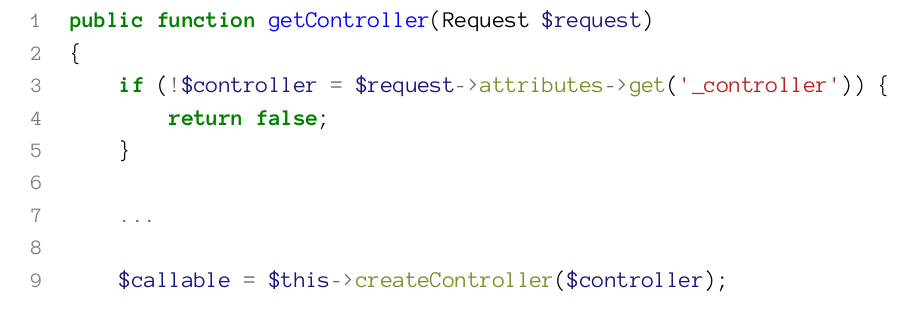 1 public function getController(Request $request)
2 {
3     if (!$controller = $request->attributes->get('_controller')) {
4         return false;
5     }
6
7     ...
8
9     $callable = $this->createController($controller);